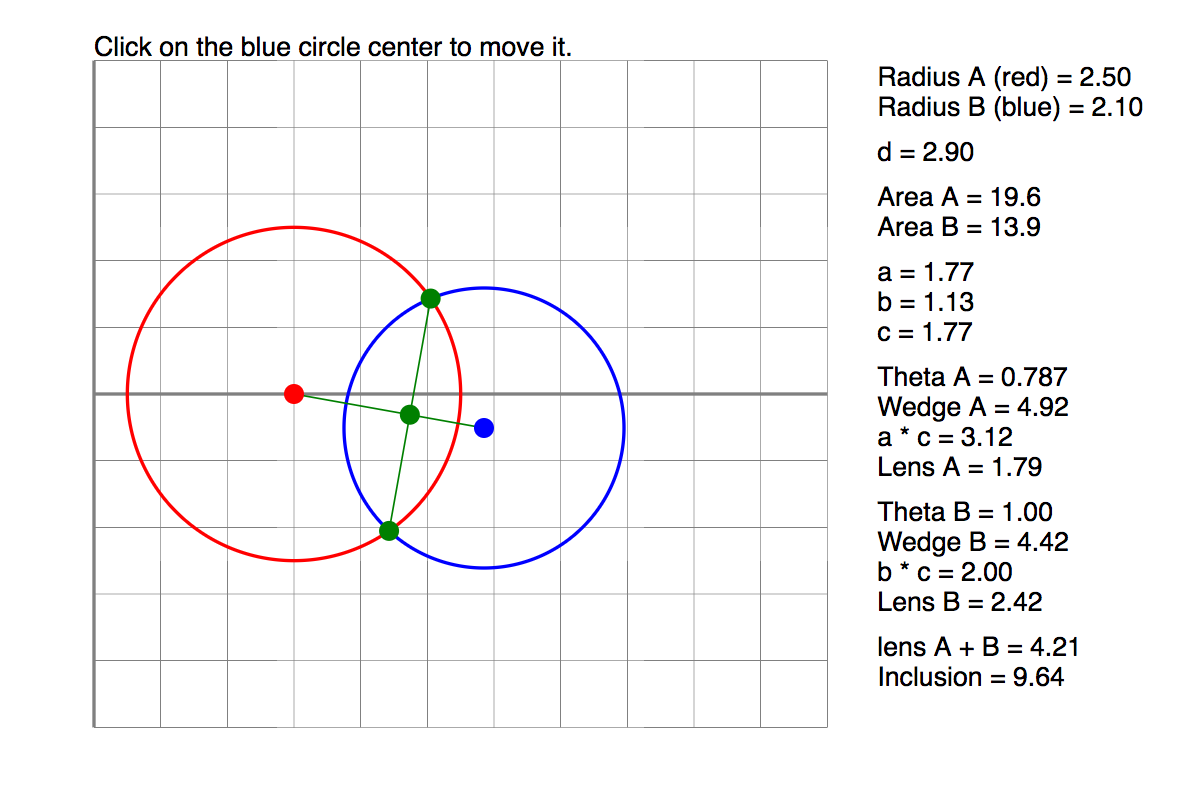 Click on the blue circle center to move it.
Radius A (red) = 2.50
Radius B (blue) = 2.10
d = 2.90
Area A = 19.6
Area B = 13.9
a = 1.77
b = 1.13
c = 1.77
Theta A = 0.787
Wedge A = 4.92
a * c = 3.12
Lens A = 1.79
Theta B = 1.00
Wedge B = 4.42
b * c = 2.00
Lens B = 2.42
lens A + B = 4.21
Inclusion = 9.64